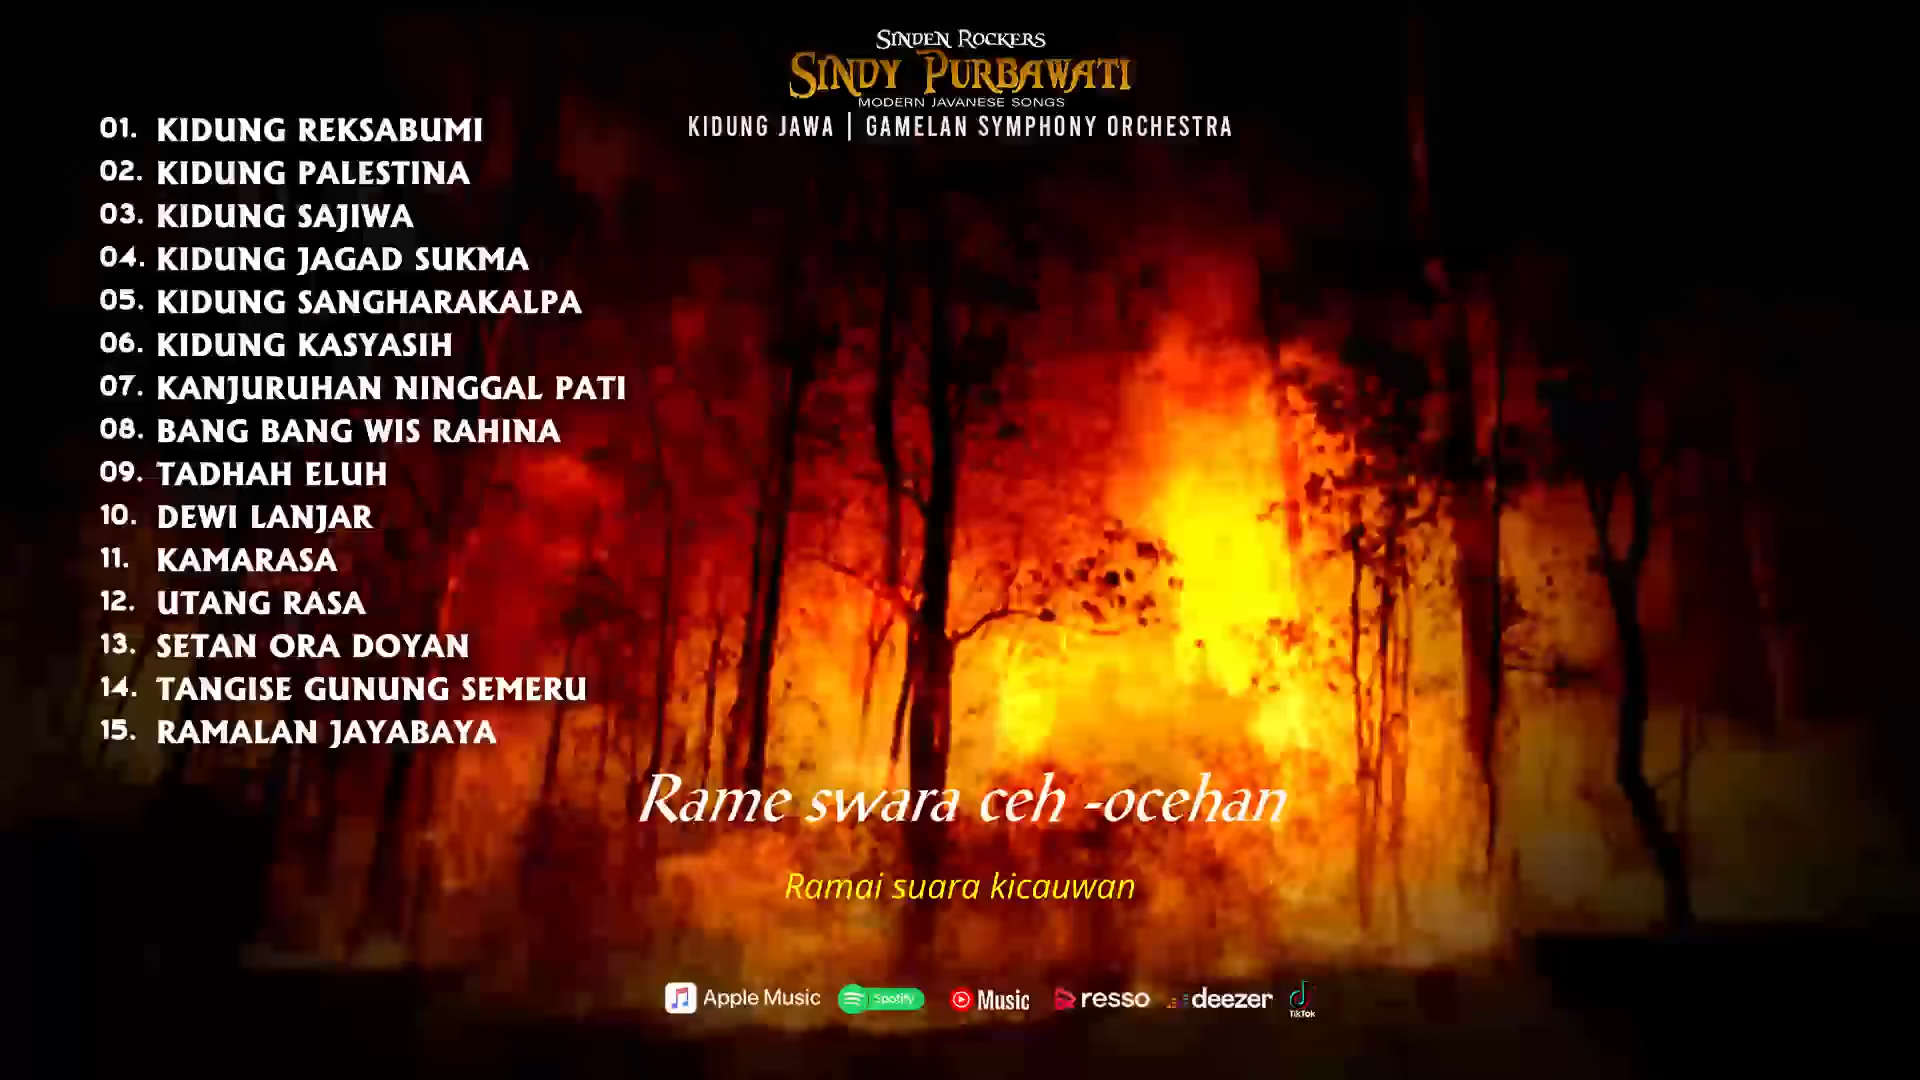 SINDEN ROCKERS
SINDY PURBAWATI
MODERN JAVANESE SONGS
KIDUNG JAWA | GAMELAN SYMPHONY ORCHESTRA
01. KIDUNG REKSABUMI
02. KIDUNG PALESTINA
03. KIDUNG SAJIWA
04. KIDUNG JAGAD SUKMA
05. KIDUNG SANGHARAKALPA
06. KIDUNG KASYASIH
07. KANJURUHAN NINGGAL PATI
08. BANG BANG WIS RAHINA
09. TADHAH ELUH
10. DEWI LANJAR
11. KAMARASA
12. UTANG RASA
13. SETAN ORA DOYAN
14. TANGISE GUNUNG SEMERU
15. RAMALAN JAYABAYA
Rame swara ceh -ocehan
Ramai suara kicauwan
Apple Music Spotify Music resso deezer TikTok